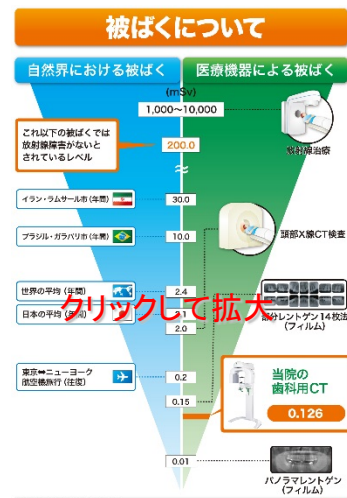 被ばくについて
自然界における被ばく
医療機器による被ばく
(mSv)
1,000〜10,000
放射線治療
これ以下の被ばくでは
放射線障害がないと
されているレベル
200.0
イラン・ラムサール市(年間)
30.0
ブラジル・ガラパリ市(年間)
10.0
頭部X線CT検査
世界の平均(年間)
2.4
クリックして拡大
日本の平均(年間)
2.1
2.0
部分レントゲン14枚法
(フィルム)
東京⇔ニューヨーク
航空機旅行(往復)
0.2
0.15
当院の
歯科用CT
0.126
0.01
パノラマレントゲン
(フィルム)